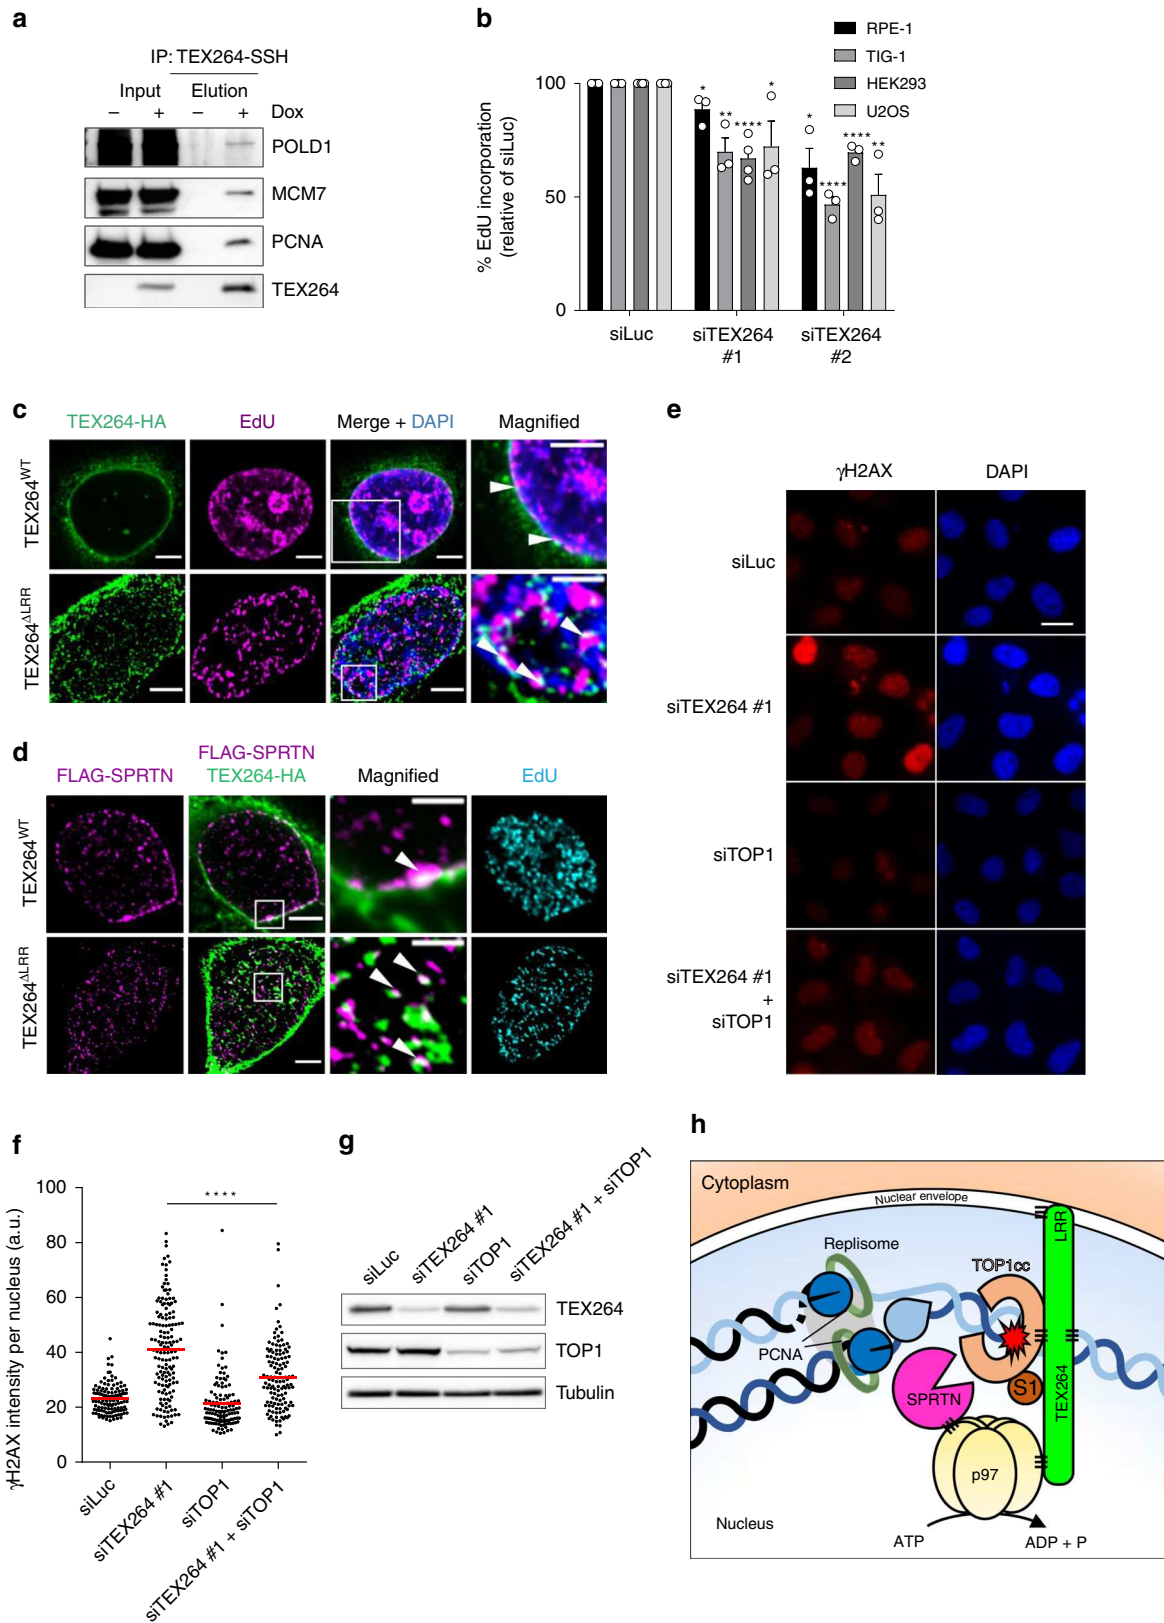 a
IP: TEX264-SSH
Input Elution
– + – + Dox
POLD1
MCM7
PCNA
TEX264
b
RPE-1
TIG-1
HEK293
U2OS
% EdU incorporation
(relative of siLuc)
100
50
0
* ** **** * * **** **** **
siLuc
siTEX264
#1
siTEX264
#2
c
TEX264-HA EdU Merge + DAPI Magnified
TEX264WT
TEX264ΔLRR
d
FLAG-SPRTN
FLAG-SPRTN
TEX264-HA
Magnified
EdU
TEX264WT
TEX264ΔLRR
e
γH2AX DAPI
siLuc
siTEX264 #1
siTOP1
siTEX264 #1
+
siTOP1
f
γH2AX intensity per nucleus (a.u.)
100
80
60
40
20
0
****
siLuc
siTEX264 #1
siTOP1
siTEX264 #1 + siTOP1
g
siLuc
siTEX264 #1
siTOP1
siTEX264 #1 + siTOP1
TEX264
TOP1
Tubulin
h
Cytoplasm
Nuclear envelope
Replisome
TOP1cc
LRR
PCNA
SPRTN
S1
TEX264
p97
Nucleus
ATP
ADP + P